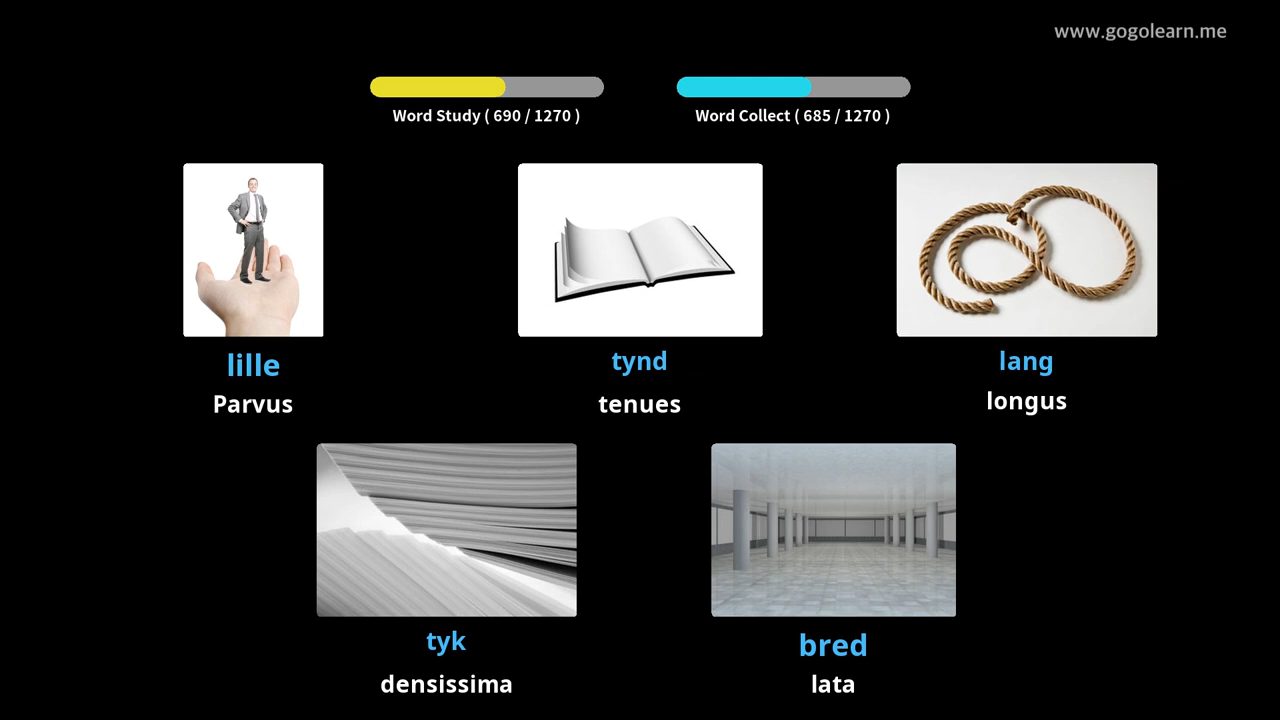 www.gogolearn.me
Word Study ( 690 / 1270 )
Word Collect ( 685 / 1270 )
lille
tynd
lang
Parvus
tenues
longus
tyk
bred
densissima
lata